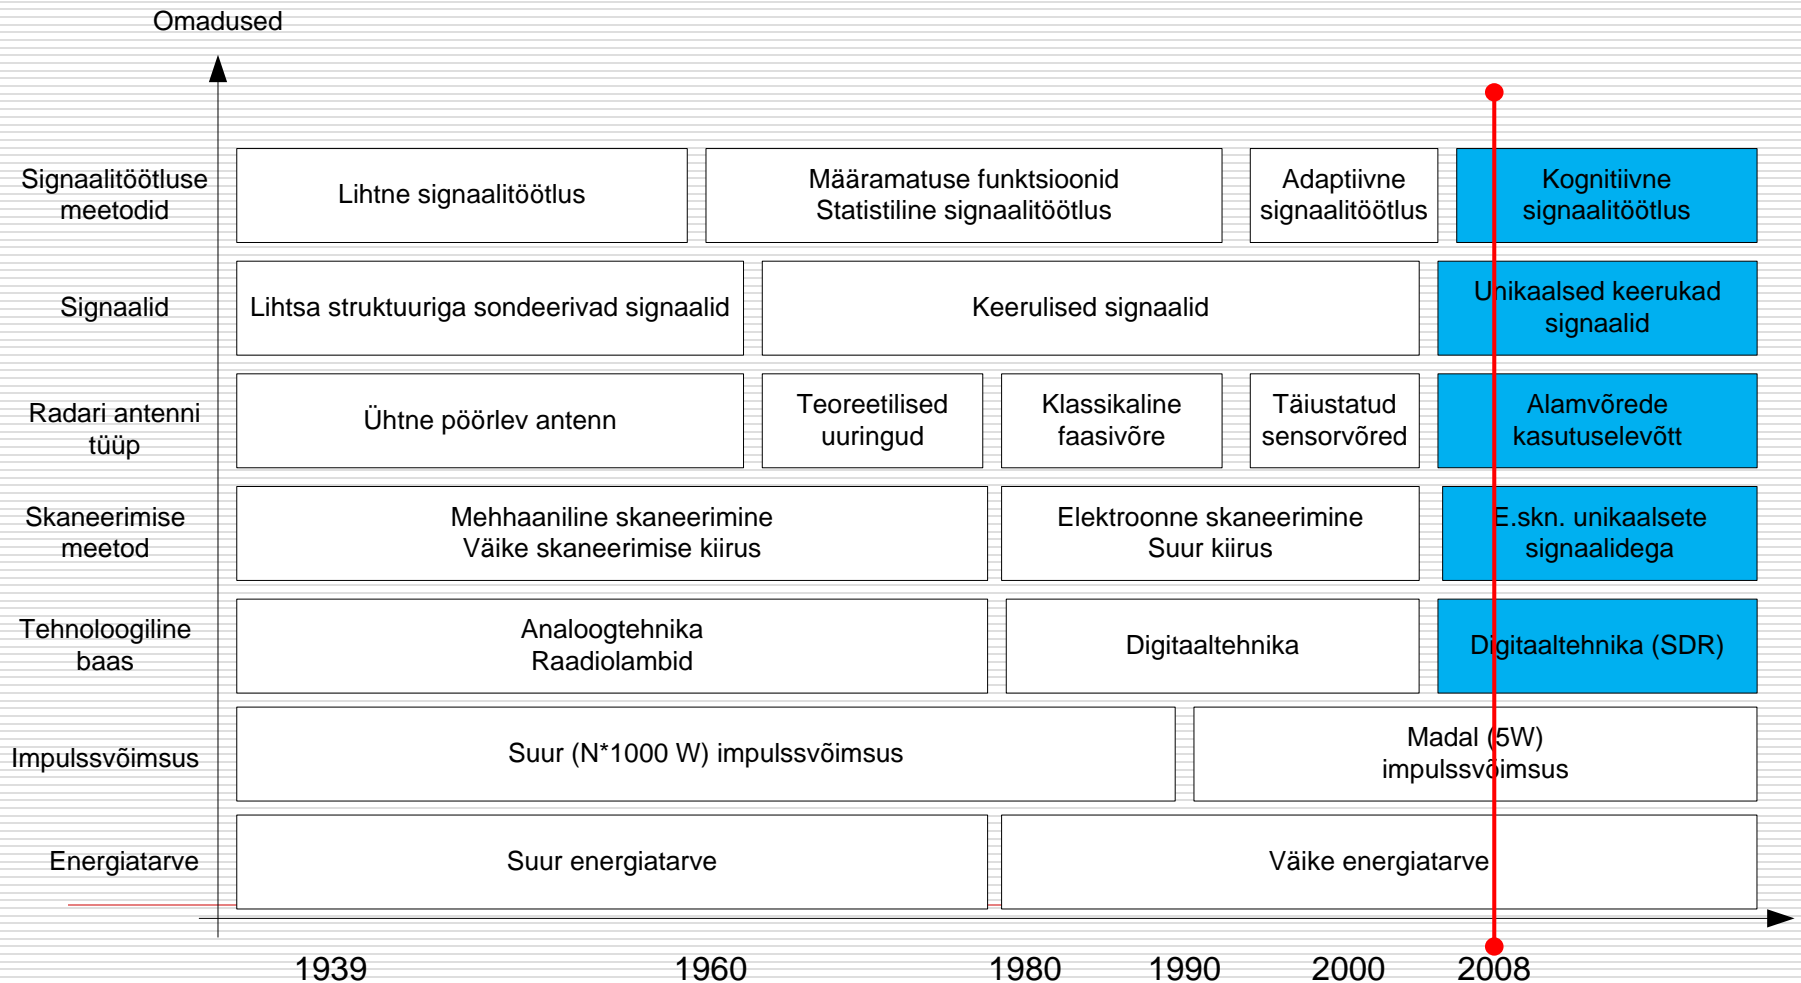 Omadused
Signaalitöötluse
meetodid
Lihtne signaalitöötlus
Määramatuse funktsioonid
Statistiline signaalitöötlus
Adaptiivne
signaalitöötlus
Kognitiivne
signaalitöötlus
Signaalid
Lihtsa struktuuriga sondeerivad signaalid
Keerulised signaalid
Unikaalsed keerukad
signaalid
Radari antenni
tüüp
Ühtne pöörlev antenn
Teoreetilised
uuringud
Klassikaline
faasivõre
Täiustatud
sensorvõred
Alamvõrede
kasutuselevõtt
Skaneerimise
meetod
Mehhaaniline skaneerimine
Väike skaneerimise kiirus
Elektroonne skaneerimine
Suur kiirus
E.skn. unikaalsete
signaalidega
Tehnoloogiline
baas
Analoogtehnika
Raadiolambid
Digitaaltehnika
Digitaaltehnika (SDR)
Impulssvõimsus
Suur (N*1000 W) impulssvõimsus
Madal (5W)
impulssvõimsus
Energiatarve
Suur energiatarve
Väike energiatarve
1939
1960
1980
1990
2000
2008